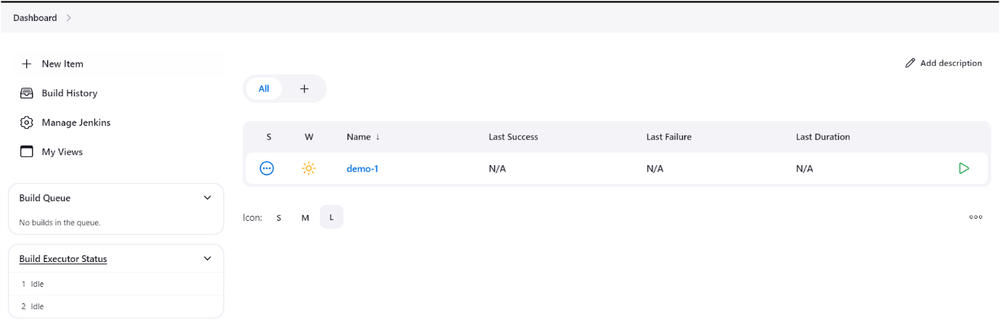 Dashboard
New Item
Build History
Manage Jenkins
My Views
Build Queue
No builds in the queue.
Build Executor Status
1 Idle
2 Idle
Add description
All +
S W Name ↓ Last Success Last Failure Last Duration
demo-1 N/A N/A N/A
Icon: S M L